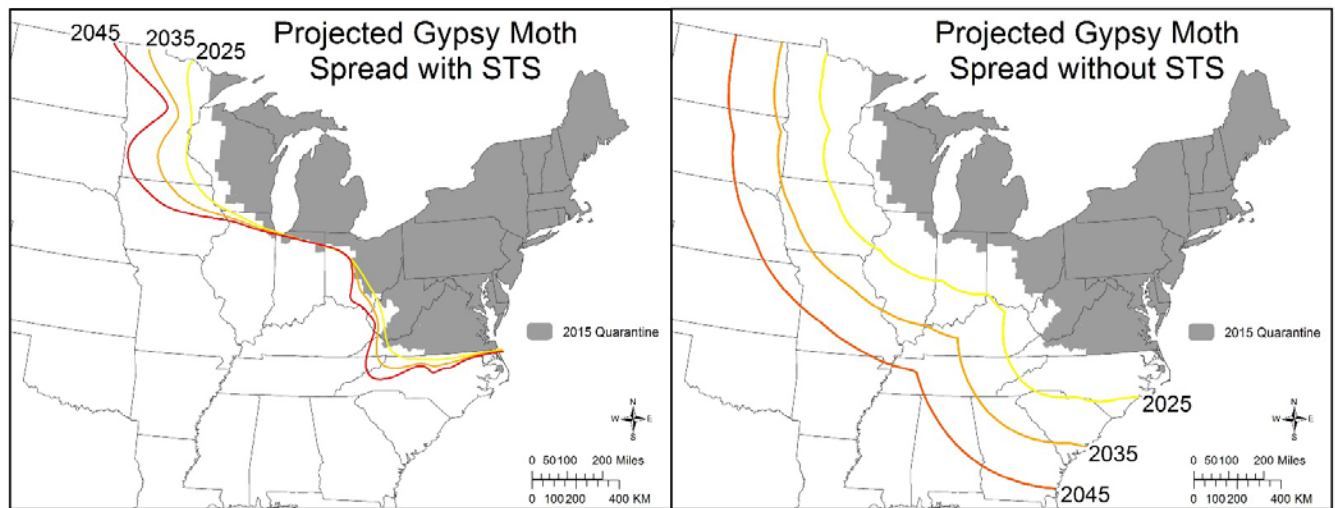 2045
2035
2025
Projected Gypsy Moth
Spread with STS
2015 Quarantine
N
W E
S
0 50 100 200 Miles
0 100 200 400 KM
Projected Gypsy Moth
Spread without STS
2015 Quarantine
2025
N
W E
S
2035
0 50 100 200 Miles
2045
0 100 200 400 KM